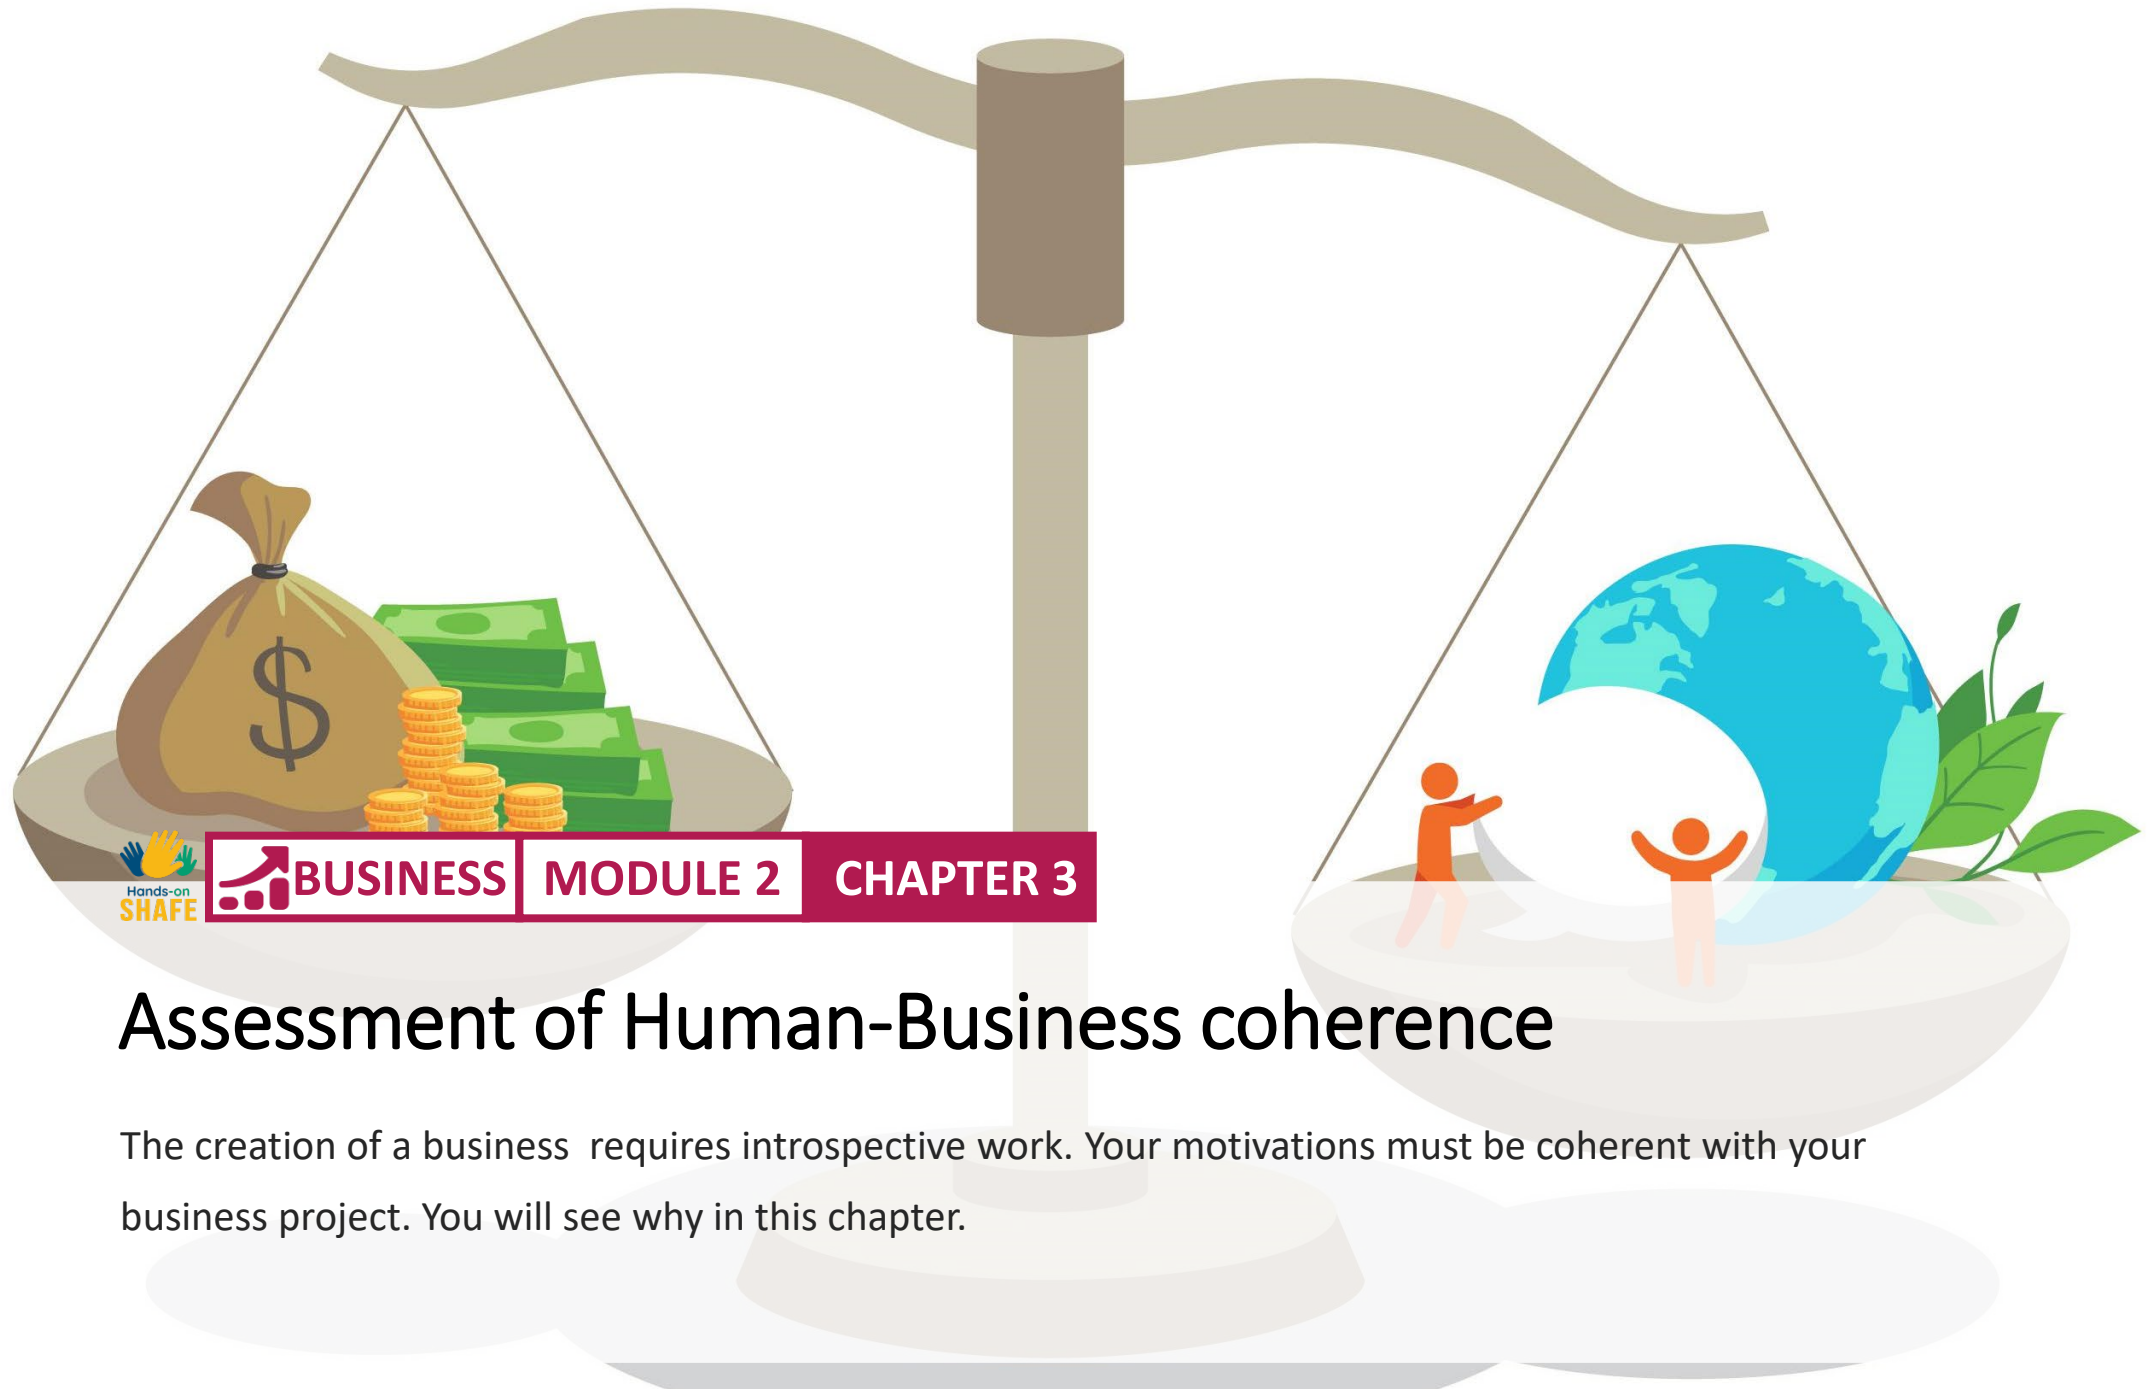 $
Hands-on
SHAFE
BUSINESS MODULE 2 CHAPTER 3
Assessment of Human-Business coherence
The creation of a business  requires introspective work. Your motivations must be coherent with your
business project. You will see why in this chapter.